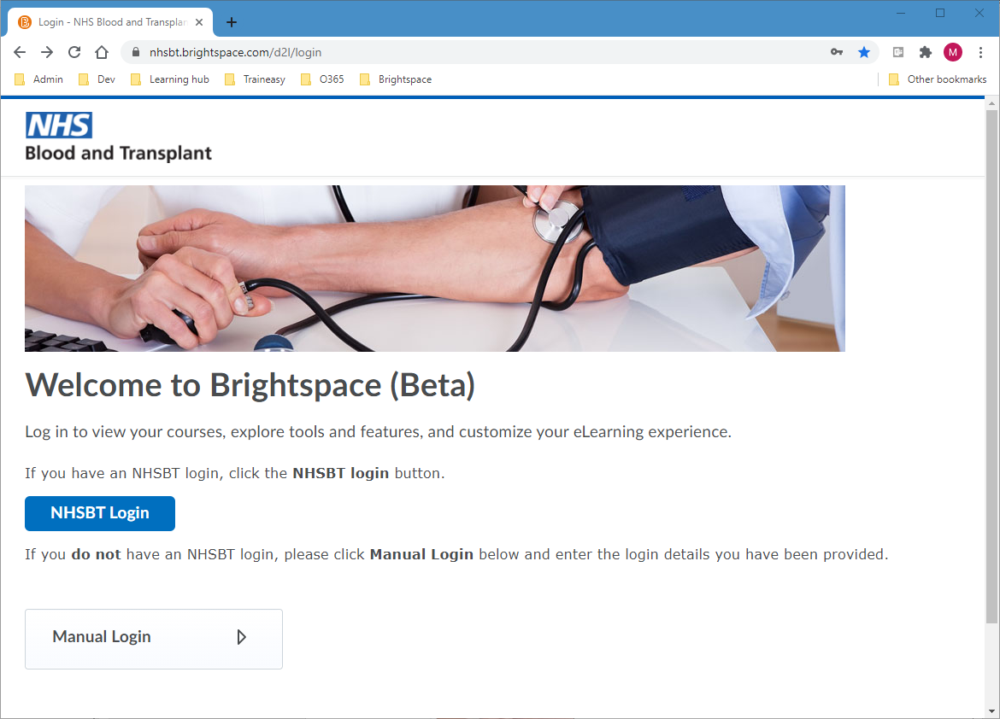 Login - NHS Blood and Transplan
nhsbt.brightspace.com/d2l/login
M
Admin
Dev
Learning hub
Traineasy
O365
Brightspace
Other bookmarks
NHS
Blood and Transplant
Welcome to Brightspace (Beta)
Log in to view your courses, explore tools and features, and customize your eLearning experience.
If you have an NHSBT login, click the NHSBT login button.
NHSBT Login
If you do not have an NHSBT login, please click Manual Login below and enter the login details you have been provided.
Manual Login